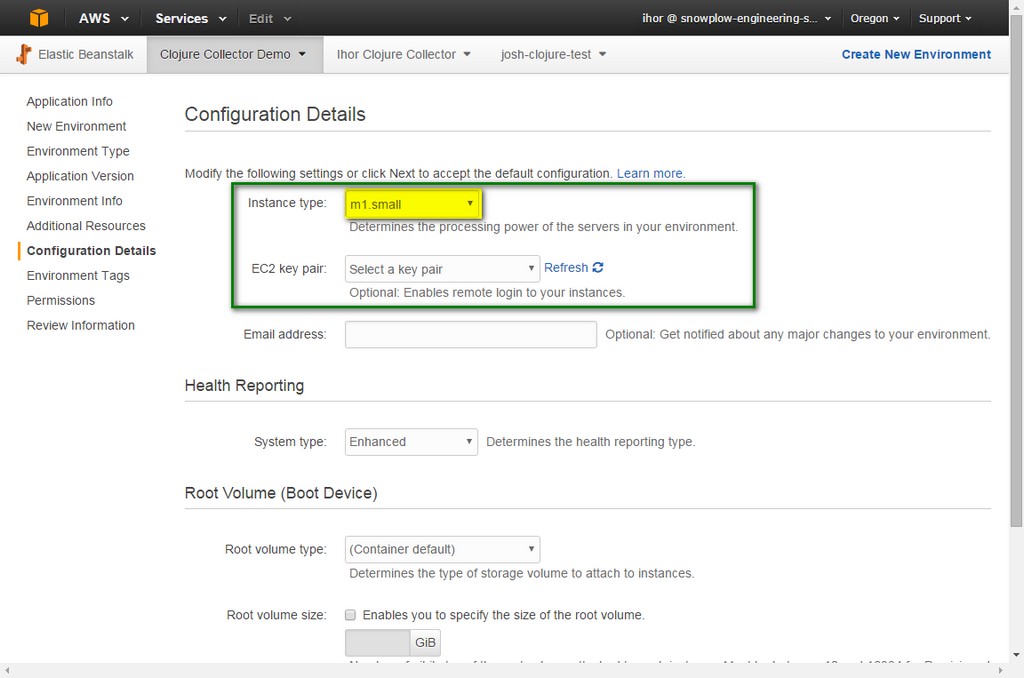 AWS Services Edit ihor @ snowplow-engineering-s... Oregon Support
Elastic Beanstalk Clojure Collector Demo Ihor Clojure Collector josh-clojure-test Create New Environment
Application Info
New Environment
Environment Type
Application Version
Environment Info
Additional Resources
Configuration Details
Environment Tags
Permissions
Review Information
Configuration Details
Modify the following settings or click Next to accept the default configuration. Learn more.
Instance type: m1.small
Determines the processing power of the servers in your environment.
EC2 key pair: Select a key pair Refresh
Optional: Enables remote login to your instances.
Email address: Optional: Get notified about any major changes to your environment.
Health Reporting
System type: Enhanced Determines the health reporting type.
Root Volume (Boot Device)
Root volume type: (Container default)
Determines the type of storage volume to attach to instances.
Root volume size: Enables you to specify the size of the root volume.
GiB